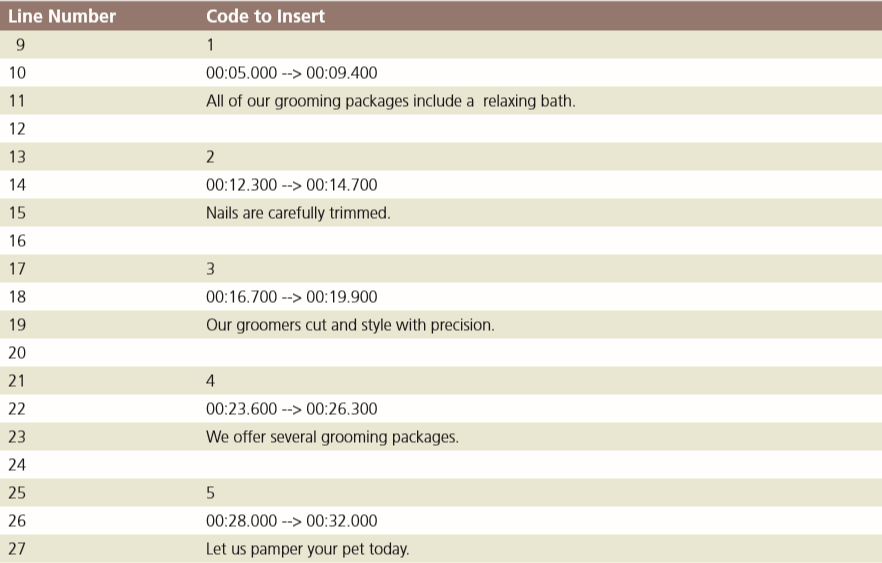 Line Number Code to Insert
9 1
10 00:05.000 --> 00:09.400
11 All of our grooming packages include a  relaxing bath.
12
13 2
14 00:12.300 --> 00:14.700
15 Nails are carefully trimmed.
16
17 3
18 00:16.700 --> 00:19.900
19 Our groomers cut and style with precision.
20
21 4
22 00:23.600 --> 00:26.300
23 We offer several grooming packages.
24
25 5
26 00:28.000 --> 00:32.000
27 Let us pamper your pet today.